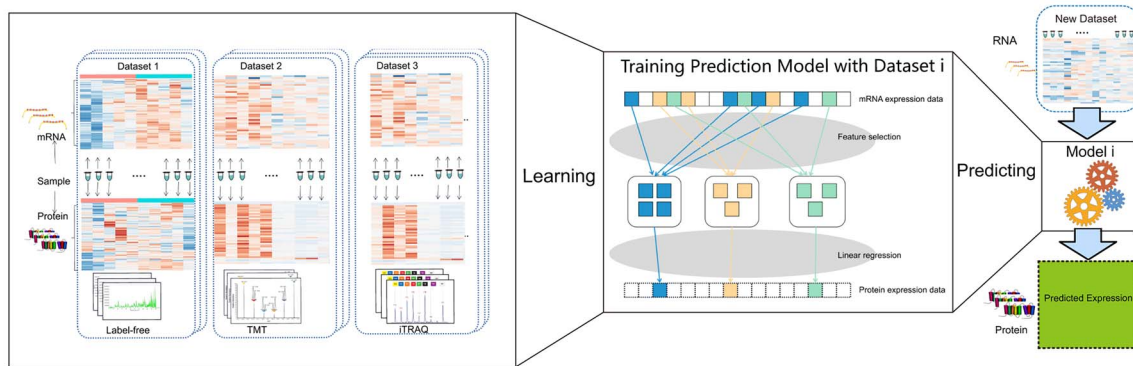 Dataset 1
Dataset 2
Dataset 3
mRNA
Sample
Protein
Label-free
TMT
iTRAQ
Learning
Training Prediction Model with Dataset i
mRNA expression data
Feature selection
Linear regression
Protein expression data
Predicting
New Dataset
RNA
Model i
Predicted Expression
Protein